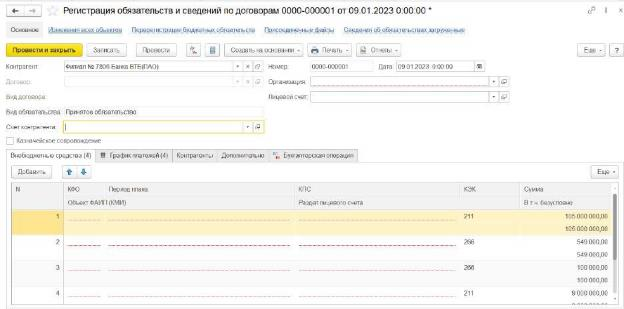 Регистрация обязательств и сведений по договорам 0000-000001 от 09.01.2023 0:00:00 *
Основное Изменения всех объектов Перерегистрация бюджетных обязательств Присоединенные файлы Сведения об обязательствах загруженные
Провести и закрыть Записать Провести Создать на основании Печать Отчеты Еще ?
Контрагент: Филиал № 7806 Банка ВТБ(ПАО) Номер: 0000-000001 Дата: 09.01.2023 0:00:00
Договор: Организация:
Вид договора: Лицевой счет:
Вид обязательства: Принятое обязательство
Счет контрагента:
Казначейское сопровождение
Внебюджетные средства (4) График платежей (4) Контрагенты Дополнительно Бухгалтерская операция
Добавить Еще
N КФО Период плана КПС КЭК Сумма
Объект ФАИП (КМИ) Раздел лицевого счета В т.ч. безусловно
1 211 105 000 000,00
105 000 000,00
2 266 549 000,00
549 000,00
3 266 100 000,00
100 000,00
4 211 9 000 000,00